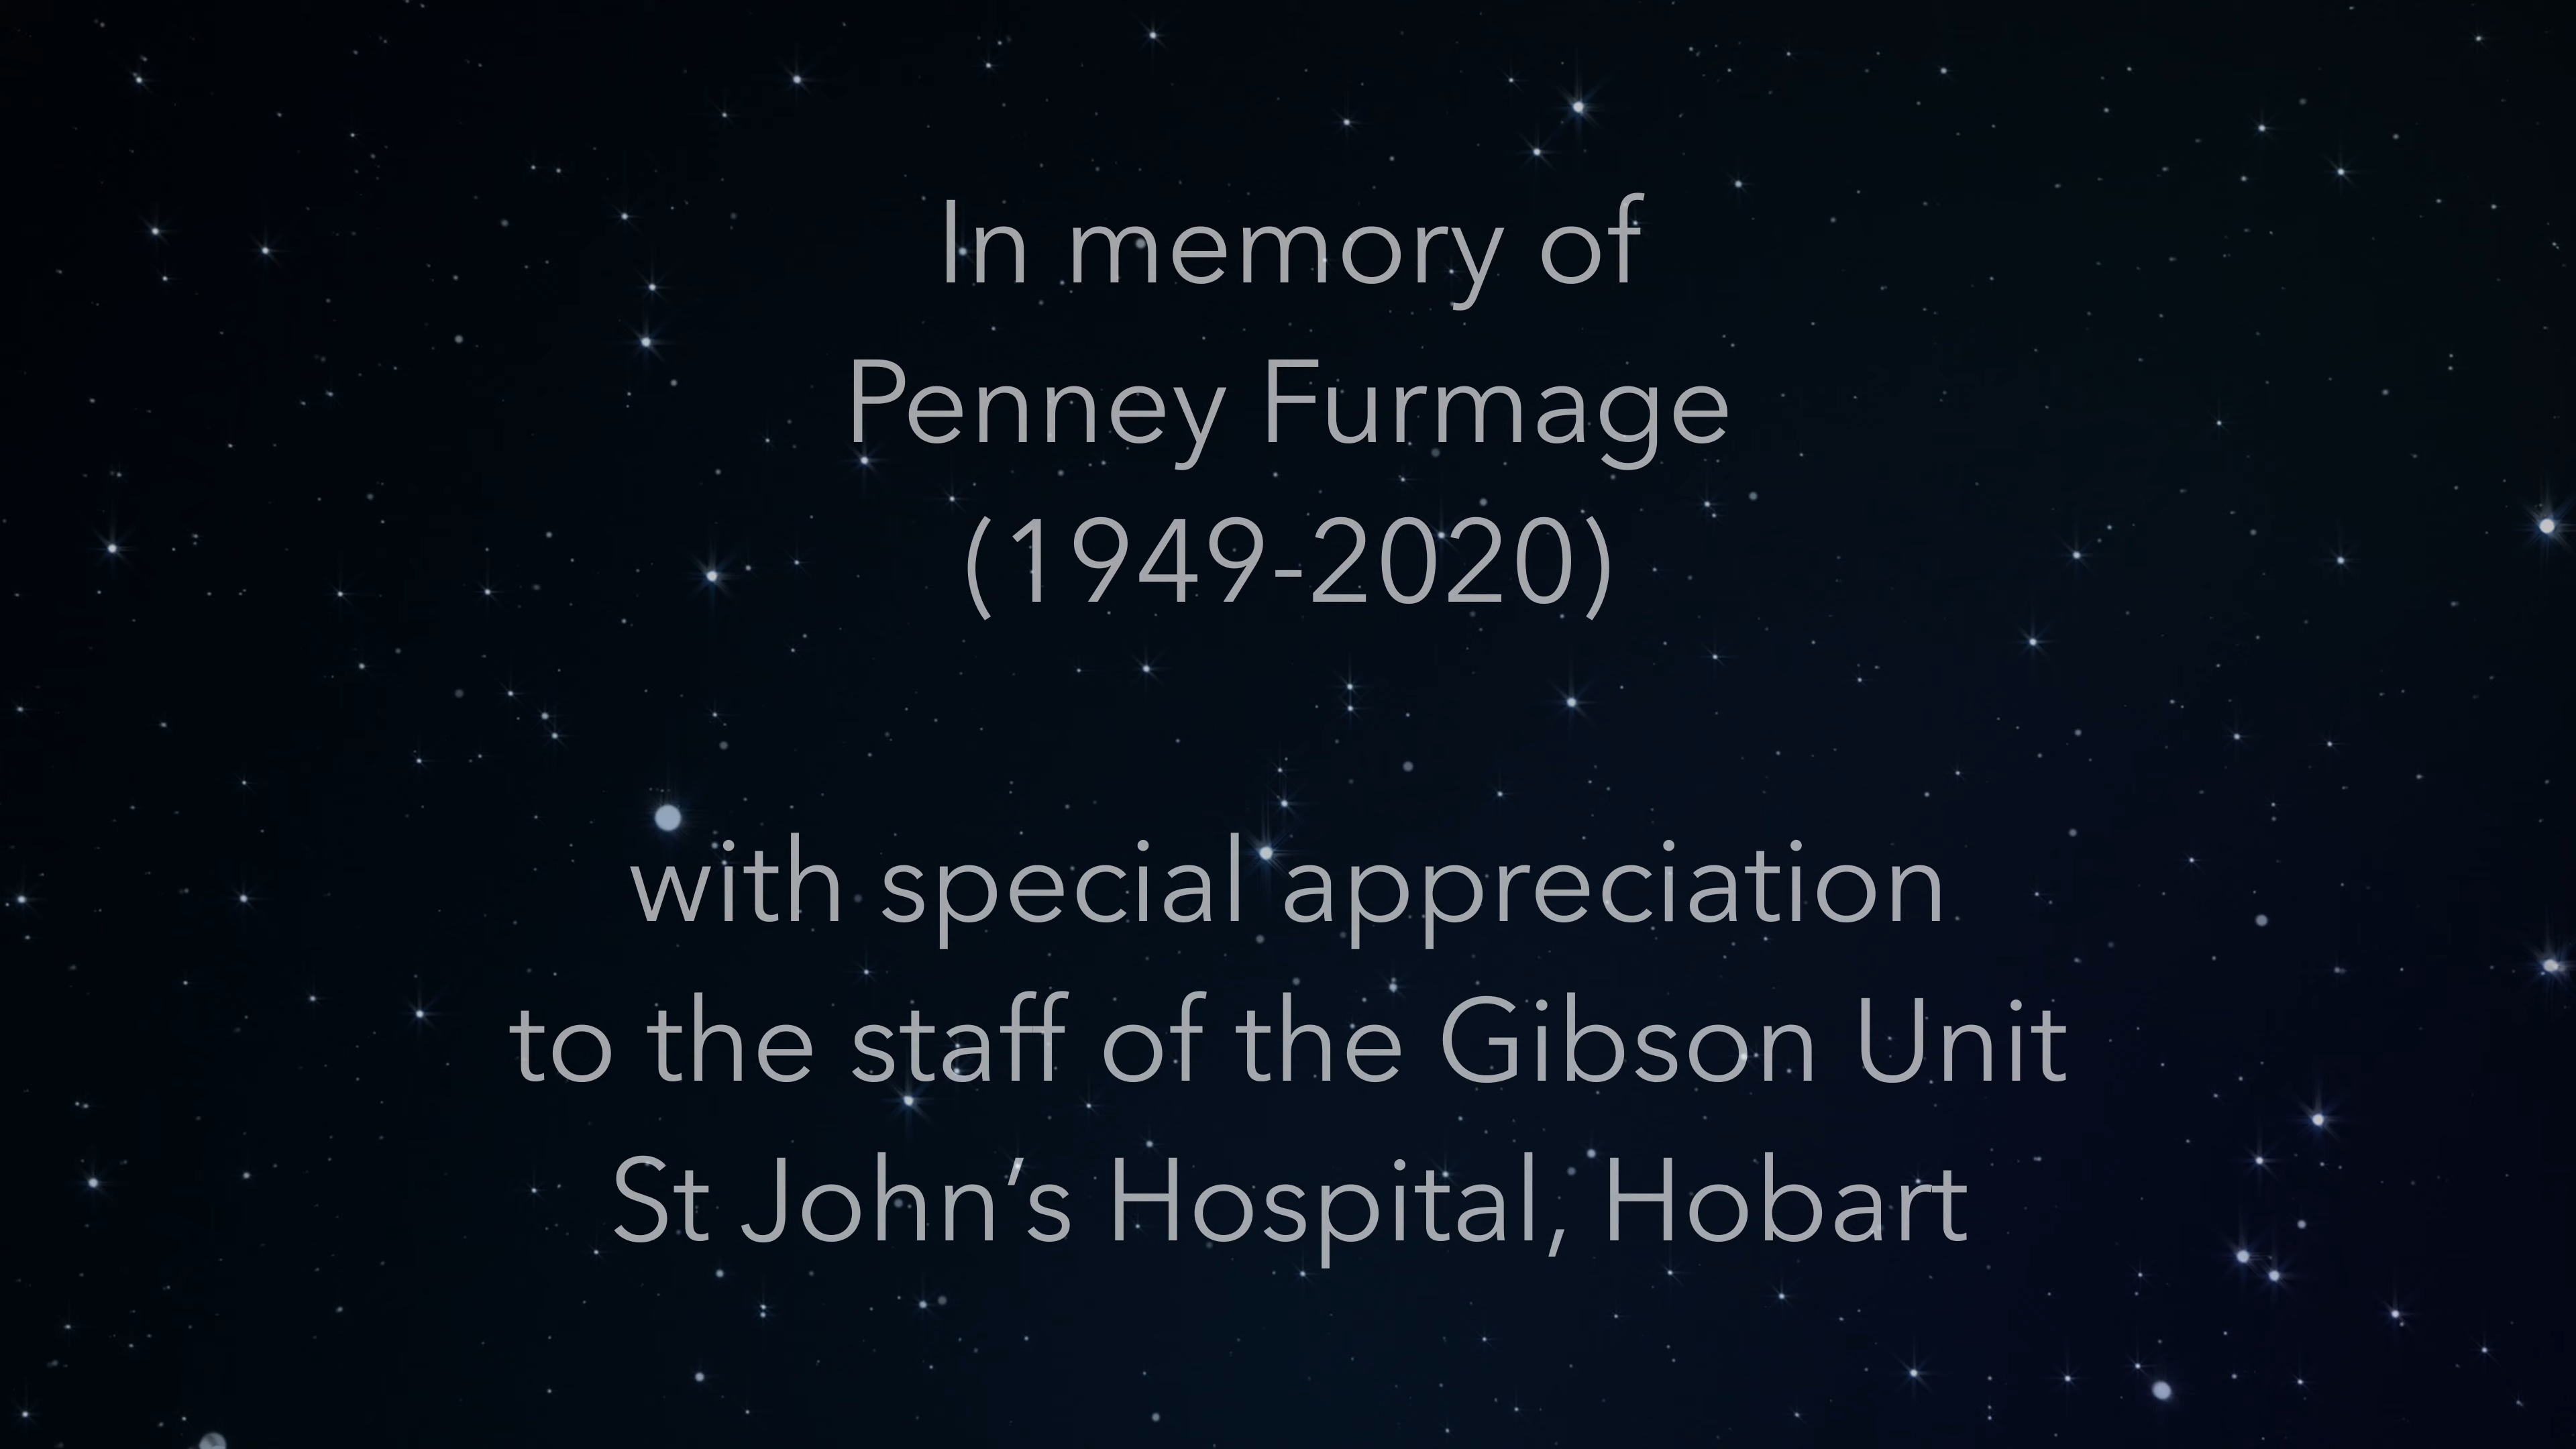 In memory of
Penney Furmage
(1949-2020)
with special appreciation
to the staff of the Gibson Unit
St John’s Hospital, Hobart